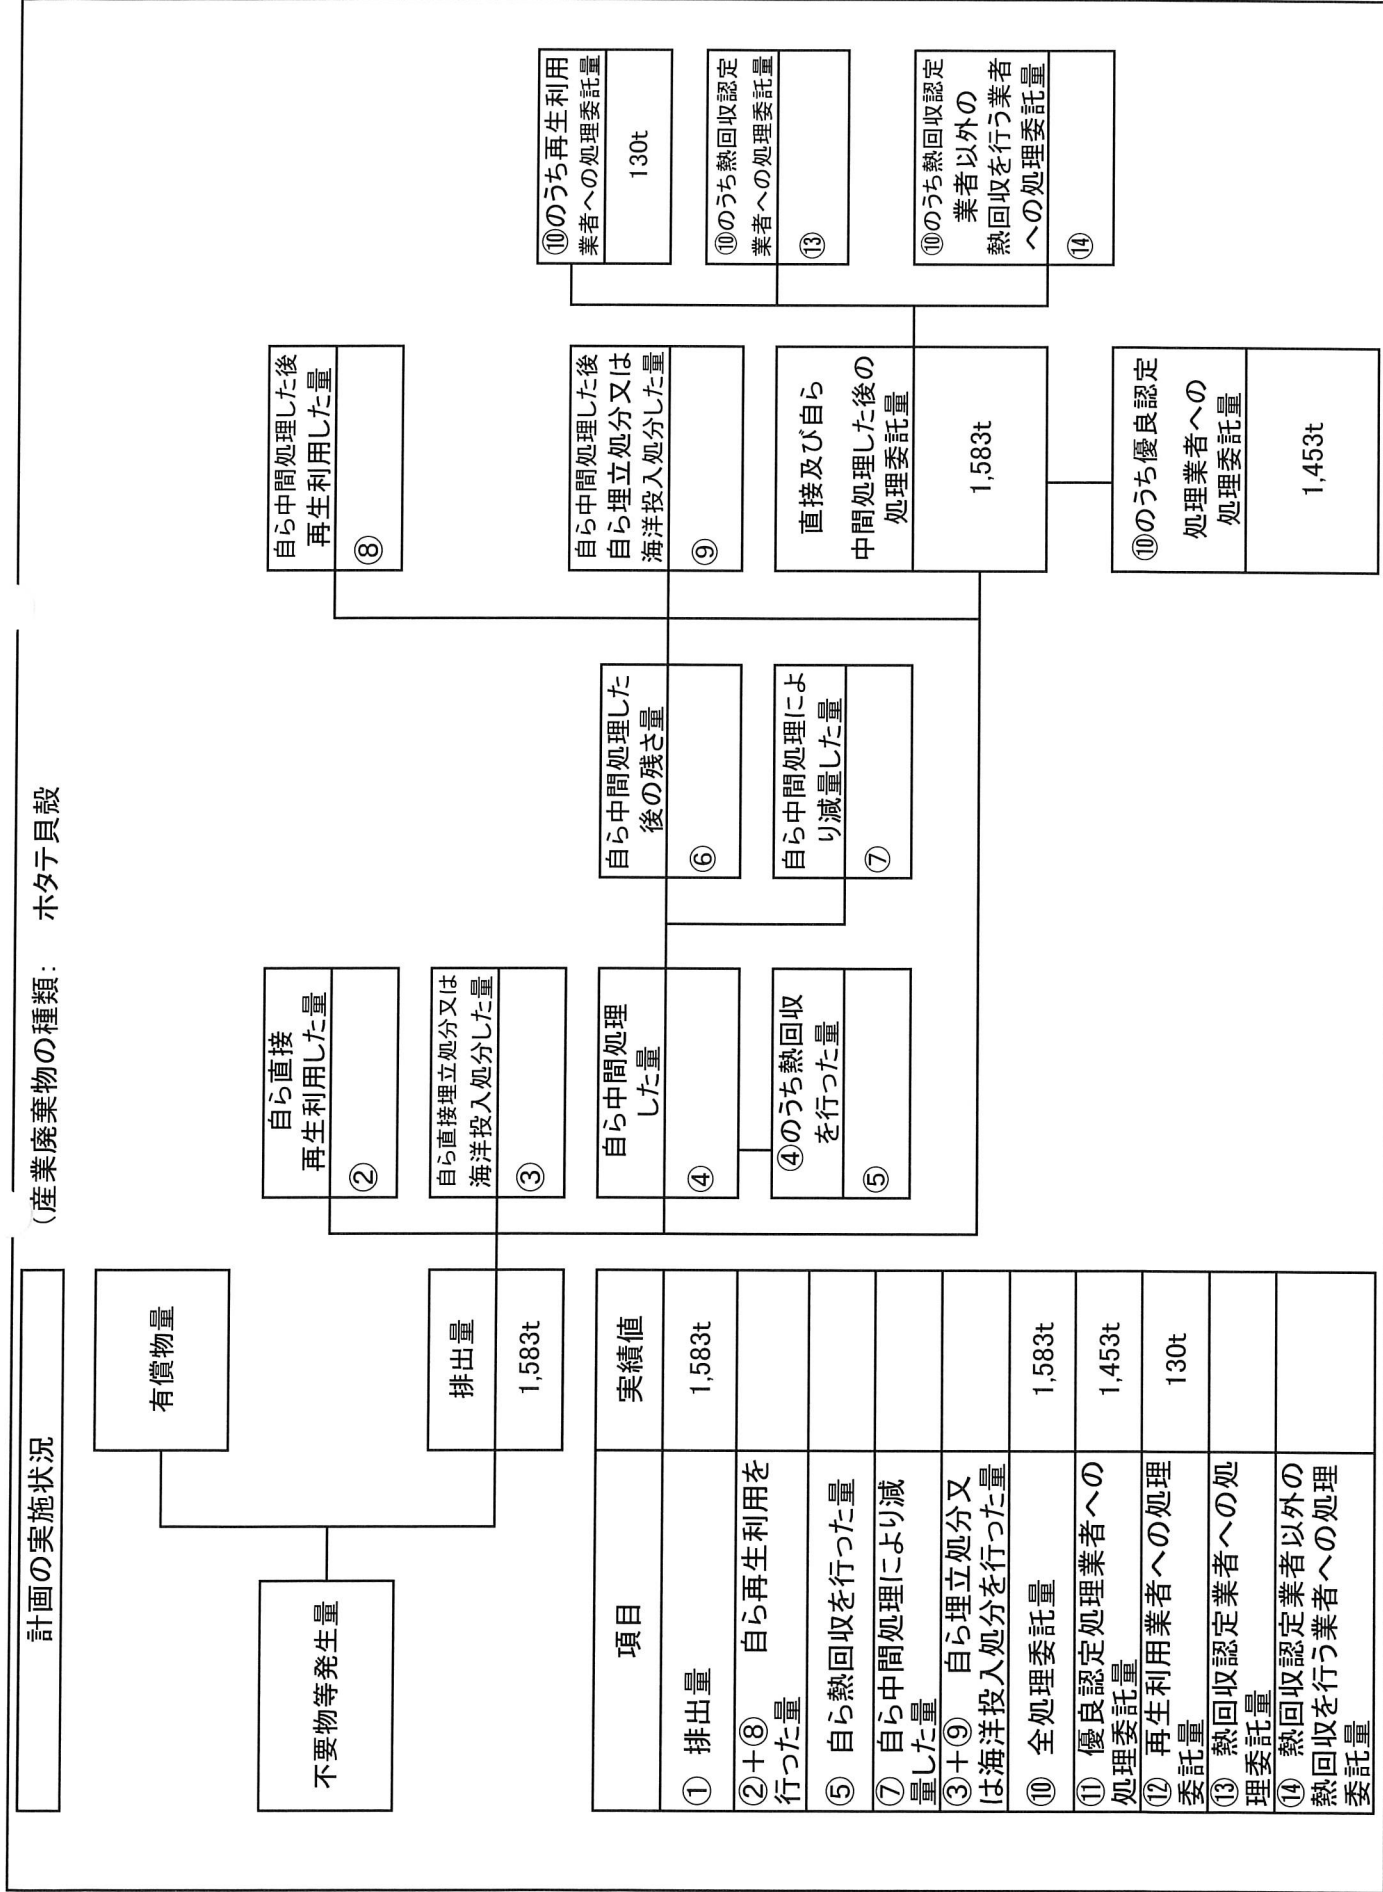 計画の実施状況
(産業廃棄物の種類: ホタテ貝殻
不要物等発生量
有償物量
排出量
1,583t
自ら直接
再生利用した量
②
自ら直接埋立処分又は
海洋投入処分した量
③
自ら中間処理
した量
④
④のうち熱回収
を行った量
⑤
自ら中間処理した
後の残さ量
⑥
自ら中間処理によ
り減量した量
⑦
自ら中間処理した後
再生利用した量
⑧
自ら中間処理した後
自ら埋立処分又は
海洋投入処分した量
⑨
直接及び自ら
中間処理した後の
処理委託量
1,583t
⑩のうち優良認定
処理業者への
処理委託量
1,453t
⑩のうち再生利用
業者への処理委託量
130t
⑩のうち熱回収認定
業者への処理委託量
⑬
⑩のうち熱回収認定
業者以外の
熱回収を行う業者
への処理委託量
⑭
項目 実績値
① 排出量 1,583t
②+⑧ 自ら再生利用を
行った量
⑤ 自ら熱回収を行った量
⑦ 自ら中間処理により減
量した量
③+⑨ 自ら埋立処分又
は海洋投入処分を行った量
⑩ 全処理委託量 1,583t
⑪ 優良認定処理業者への
処理委託量 1,453t
⑫ 再生利用業者への処理
委託量 130t
⑬ 熱回収認定業者への処
理委託量
⑭ 熱回収認定業者以外の
熱回収を行う業者への処理
委託量